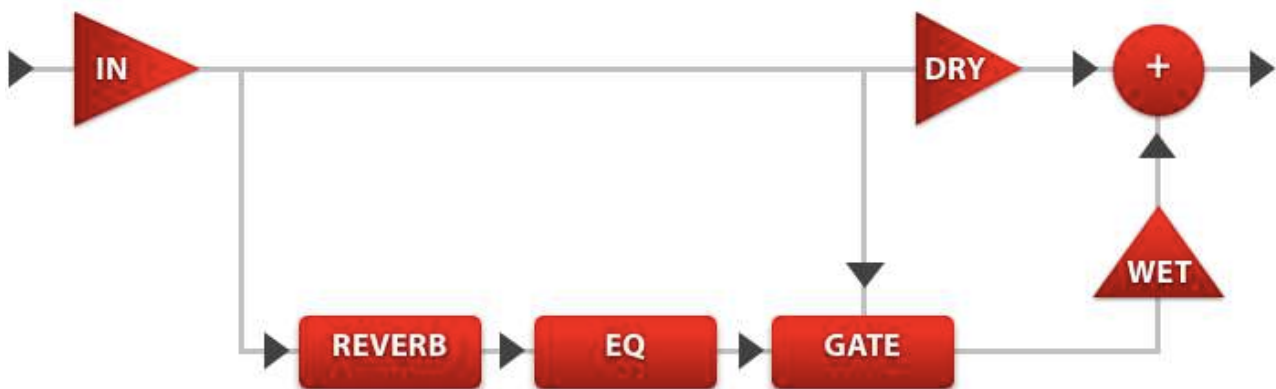 IN
DRY
+
WET
REVERB
EQ
GATE